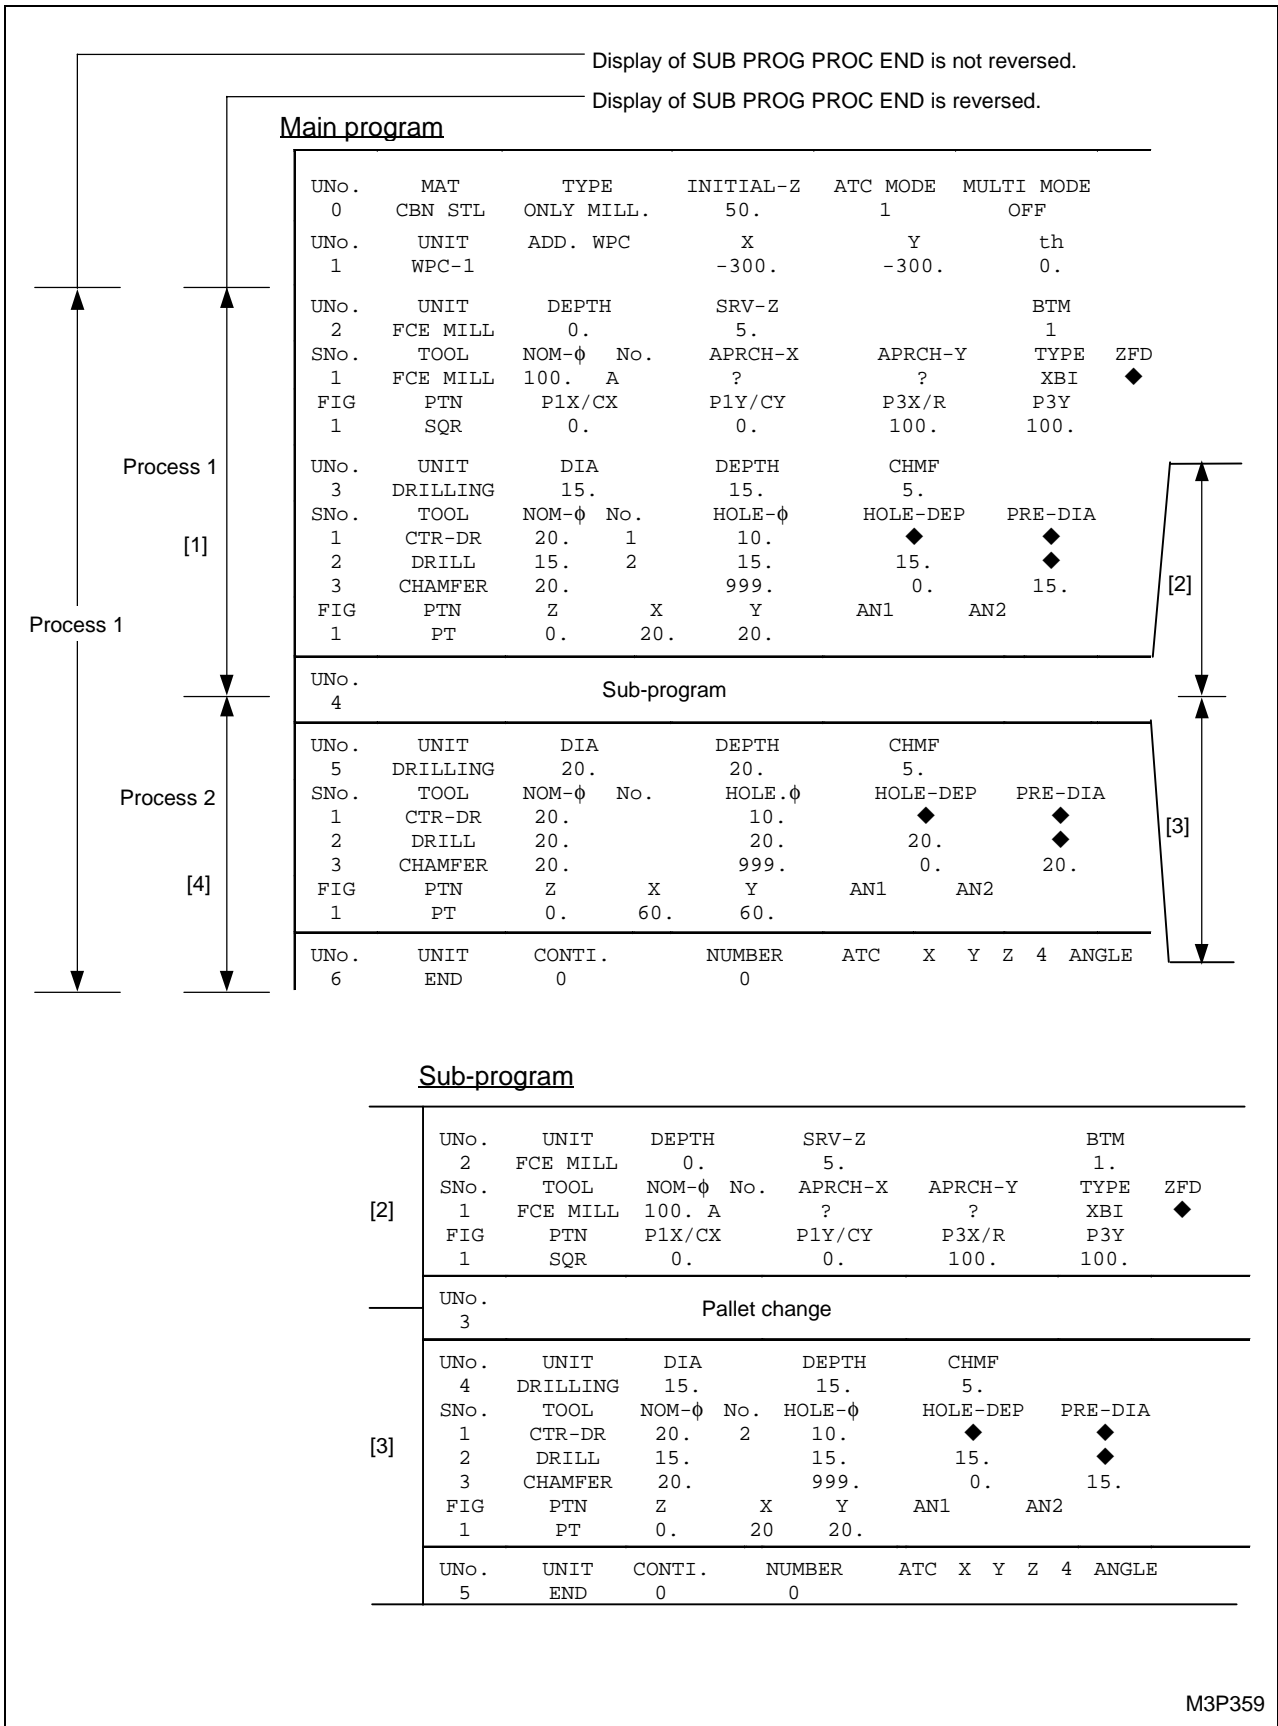 Display of SUB PROG PROC END is not reversed.
Display of SUB PROG PROC END is reversed.
Main program
UNo. MAT TYPE INITIAL-Z ATC MODE MULTI MODE
0 CBN STL ONLY MILL. 50. 1 OFF
UNo. UNIT ADD. WPC X Y th
1 WPC-1 -300. -300. 0.
UNo. UNIT DEPTH SRV-Z BTM
2 FCE MILL 0. 5. 1
SNo. TOOL NOM-ϕ No. APRCH-X APRCH-Y TYPE ZFD
1 FCE MILL 100. A ? ? XBI ◆
FIG PTN P1X/CX P1Y/CY P3X/R P3Y
1 SQR 0. 0. 100. 100.
Process 1
UNo. UNIT DIA DEPTH CHMF
3 DRILLING 15. 15. 5.
SNo. TOOL NOM-ϕ No. HOLE-ϕ HOLE-DEP PRE-DIA
1 CTR-DR 20. 1 10. ◆ ◆
[1]
2 DRILL 15. 2 15. 15. ◆
3 CHAMFER 20. 999. 0. 15.
[2]
FIG PTN Z X Y AN1 AN2
Process 1
1 PT 0. 20. 20.
UNo. Sub-program
4
UNo. UNIT DIA DEPTH CHMF
5 DRILLING 20. 20. 5.
Process 2
SNo. TOOL NOM-ϕ No. HOLE.ϕ HOLE-DEP PRE-DIA
1 CTR-DR 20. 10. ◆ ◆
[3]
2 DRILL 20. 20. 20. ◆
3 CHAMFER 20. 999. 0. 20.
[4]
FIG PTN Z X Y AN1 AN2
1 PT 0. 60. 60.
UNo. UNIT CONTI. NUMBER ATC X Y Z 4 ANGLE
6 END 0 0
Sub-program
UNo. UNIT DEPTH SRV-Z BTM
2 FCE MILL 0. 5. 1.
SNo. TOOL NOM-ϕ No. APRCH-X APRCH-Y TYPE ZFD
[2]
1 FCE MILL 100. A ? ? XBI ◆
FIG PTN P1X/CX P1Y/CY P3X/R P3Y
1 SQR 0. 0. 100. 100.
UNo. Pallet change
3
UNo. UNIT DIA DEPTH CHMF
4 DRILLING 15. 15. 5.
SNo. TOOL NOM-ϕ No. HOLE-ϕ HOLE-DEP PRE-DIA
1 CTR-DR 20. 2 10. ◆ ◆
[3]
2 DRILL 15. 15. 15. ◆
3 CHAMFER 20. 999. 0. 15.
FIG PTN Z X Y AN1 AN2
1 PT 0. 20 20.
UNo. UNIT CONTI. NUMBER ATC X Y Z 4 ANGLE
5 END 0 0
M3P359